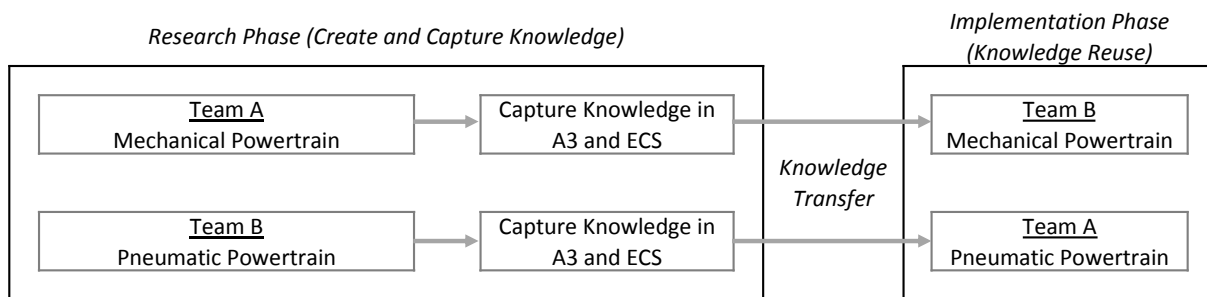 Research Phase (Create and Capture Knowledge)
Implementation Phase
(Knowledge Reuse)
Team A
Mechanical Powertrain
Capture Knowledge in
A3 and ECS
Team B
Mechanical Powertrain
Knowledge
Transfer
Team B
Pneumatic Powertrain
Capture Knowledge in
A3 and ECS
Team A
Pneumatic Powertrain